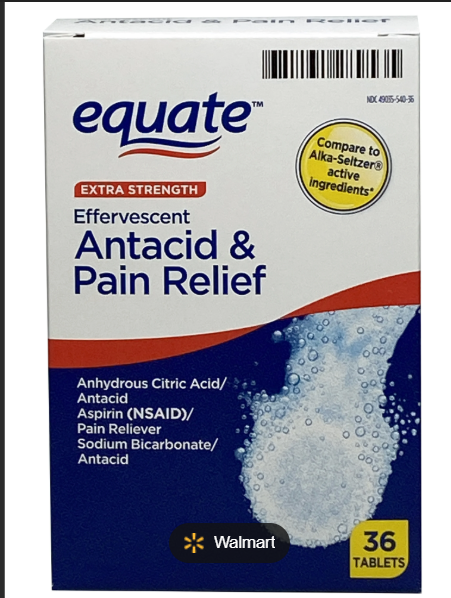 Antacid & Pain Relief
NDC 49035-540-36
equate™
Compare to
Alka-Seltzer®
active
ingredients*
EXTRA STRENGTH
Effervescent
Antacid &
Pain Relief
Anhydrous Citric Acid/
Antacid
Aspirin (NSAID)/
Pain Reliever
Sodium Bicarbonate/
Antacid
Walmart
36
TABLETS